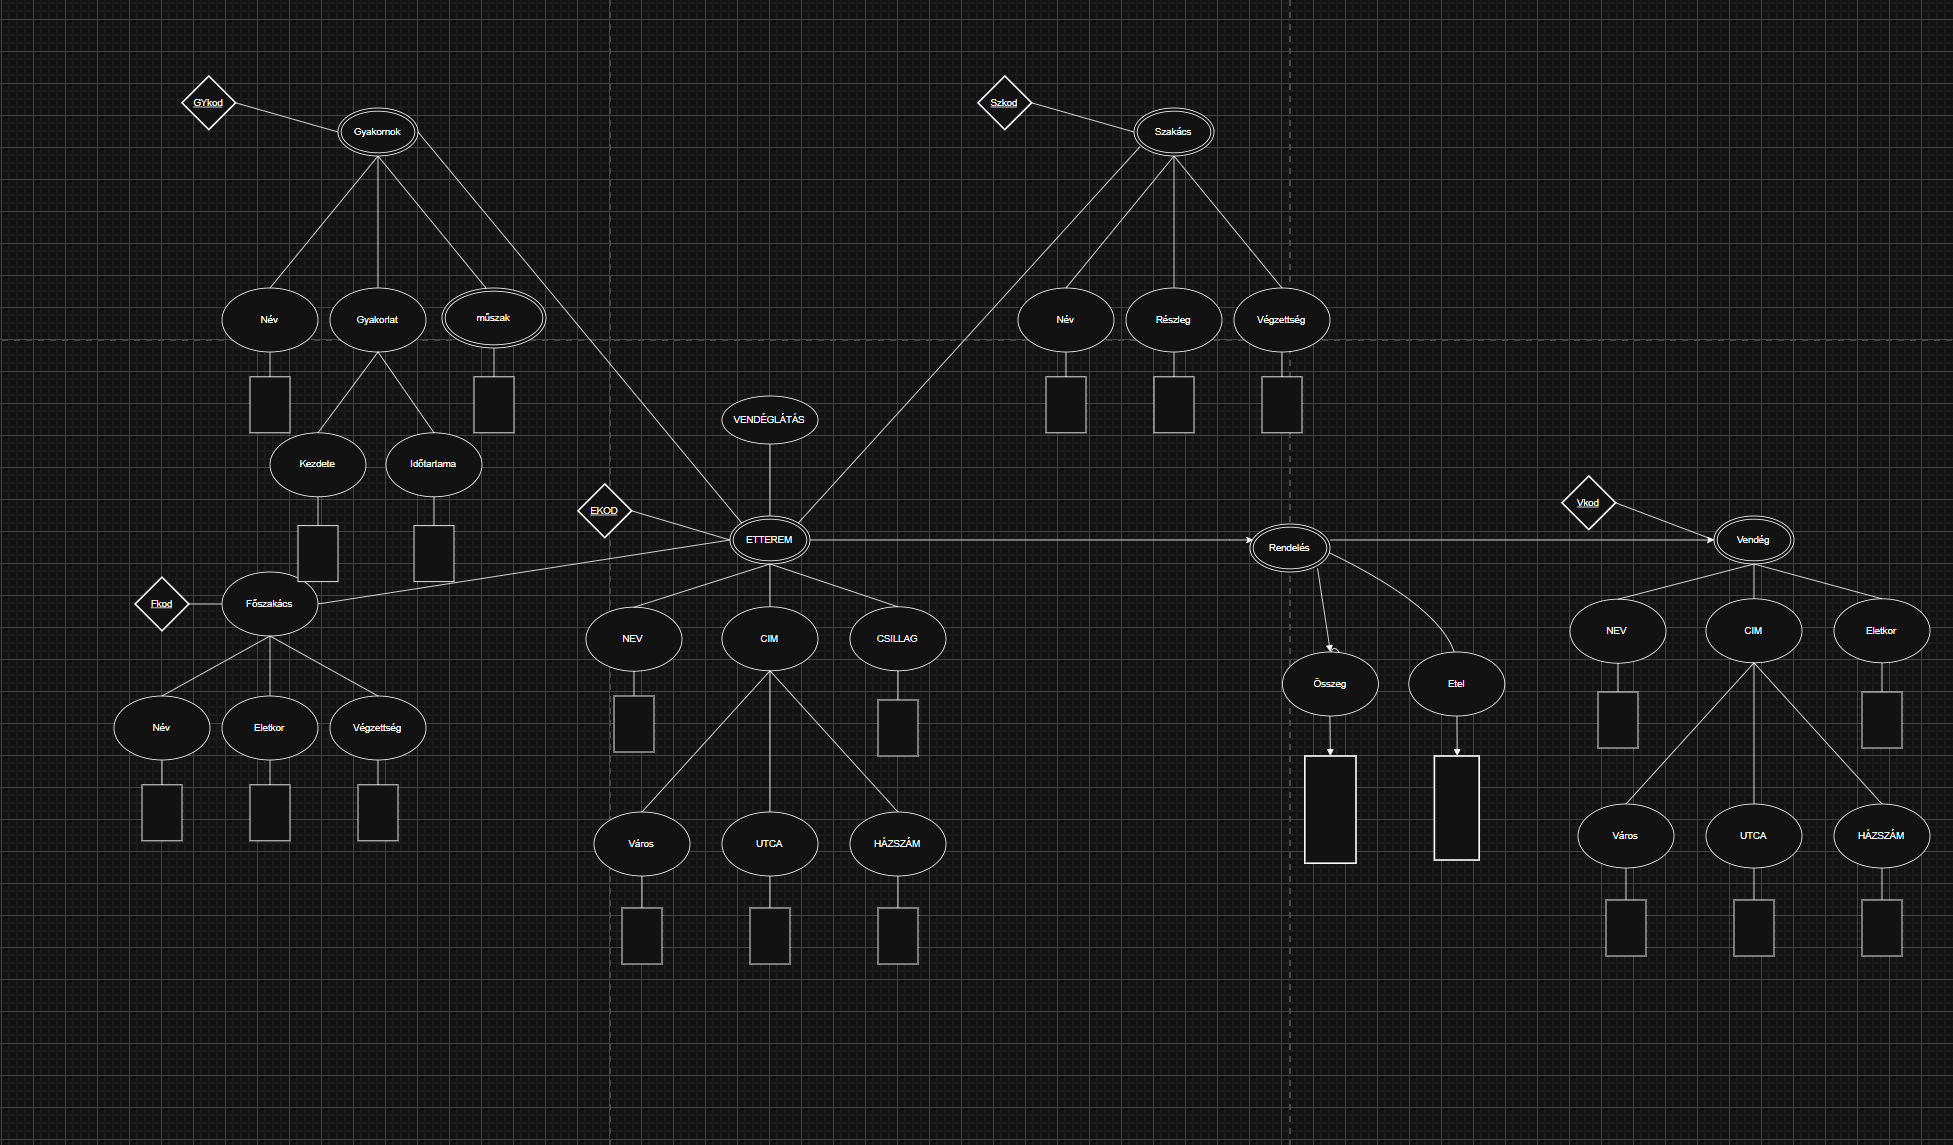 GYkod
Gyakornok
Szkod
Szakács
Név
Gyakorlat
műszak
Név
Részleg
Végzettség
VENDÉGLÁTÁS
Kezdete
Időtartama
EKOD
ETTEREM
Rendelés
Vkod
Vendég
Fkod
Főszakács
NEV
CIM
CSILLAG
NEV
CIM
Eletkor
Összeg
Etel
Név
Eletkor
Végzettség
Város
UTCA
HÁZSZÁM
Város
UTCA
HÁZSZÁM